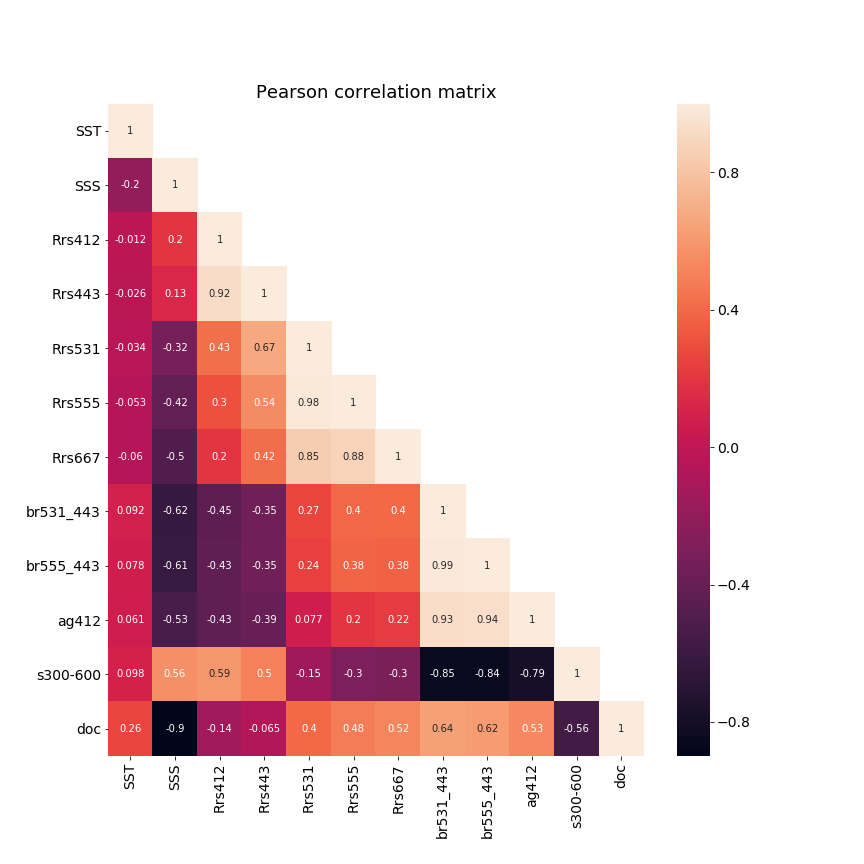 Pearson correlation matrix
SST 1
SSS -0.2 1
Rrs412 -0.012 0.2 1
Rrs443 -0.026 0.13 0.92 1
Rrs531 -0.034 -0.32 0.43 0.67 1
Rrs555 -0.053 -0.42 0.3 0.54 0.98 1
Rrs667 -0.06 -0.5 0.2 0.42 0.85 0.88 1
br531_443 0.092 -0.62 -0.45 -0.35 0.27 0.4 0.4 1
br555_443 0.078 -0.61 -0.43 -0.35 0.24 0.38 0.38 0.99 1
ag412 0.061 -0.53 -0.43 -0.39 0.077 0.2 0.22 0.93 0.94 1
s300-600 0.098 0.56 0.59 0.5 -0.15 -0.3 -0.3 -0.85 -0.84 -0.79 1
doc 0.26 -0.9 -0.14 -0.065 0.4 0.48 0.52 0.64 0.62 0.53 -0.56 1
SST SSS Rrs412 Rrs443 Rrs531 Rrs555 Rrs667 br531_443 br555_443 ag412 s300-600 doc
0.8
0.4
0.0
−0.4
−0.8